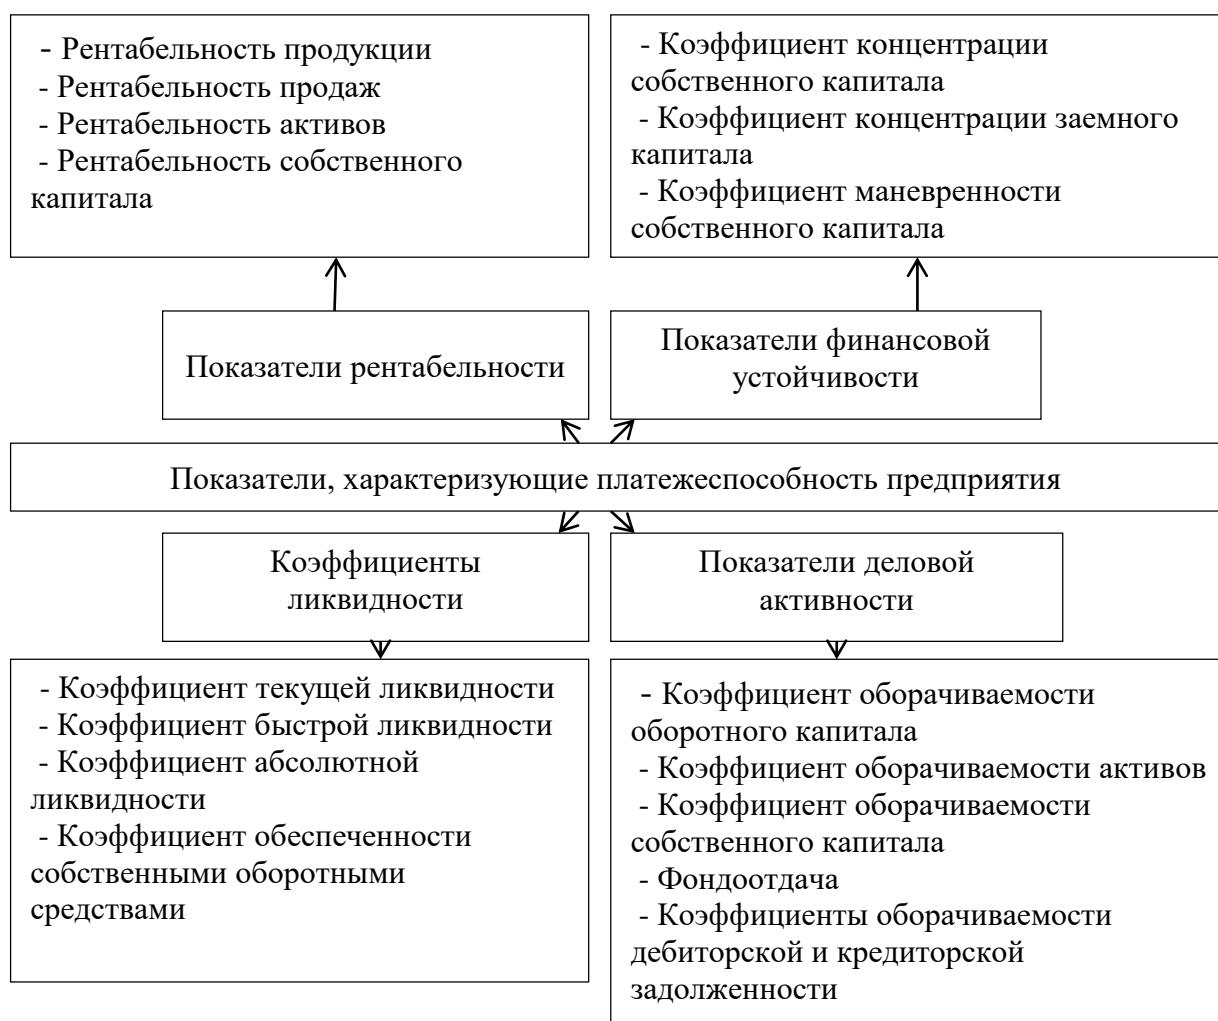 - Рентабельность продукции
- Рентабельность продаж
- Рентабельность активов
- Рентабельность собственного
капитала
- Коэффициент концентрации
собственного капитала
- Коэффициент концентрации заемного
капитала
- Коэффициент маневренности
собственного капитала
Показатели рентабельности
Показатели финансовой
устойчивости
Показатели, характеризующие платежеспособность предприятия
Коэффициенты
ликвидности
Показатели деловой
активности
- Коэффициент текущей ликвидности
- Коэффициент быстрой ликвидности
- Коэффициент абсолютной
ликвидности
- Коэффициент обеспеченности
собственными оборотными
средствами
- Коэффициент оборачиваемости
оборотного капитала
- Коэффициент оборачиваемости активов
- Коэффициент оборачиваемости
собственного капитала
- Фондоотдача
- Коэффициенты оборачиваемости
дебиторской и кредиторской
задолженности